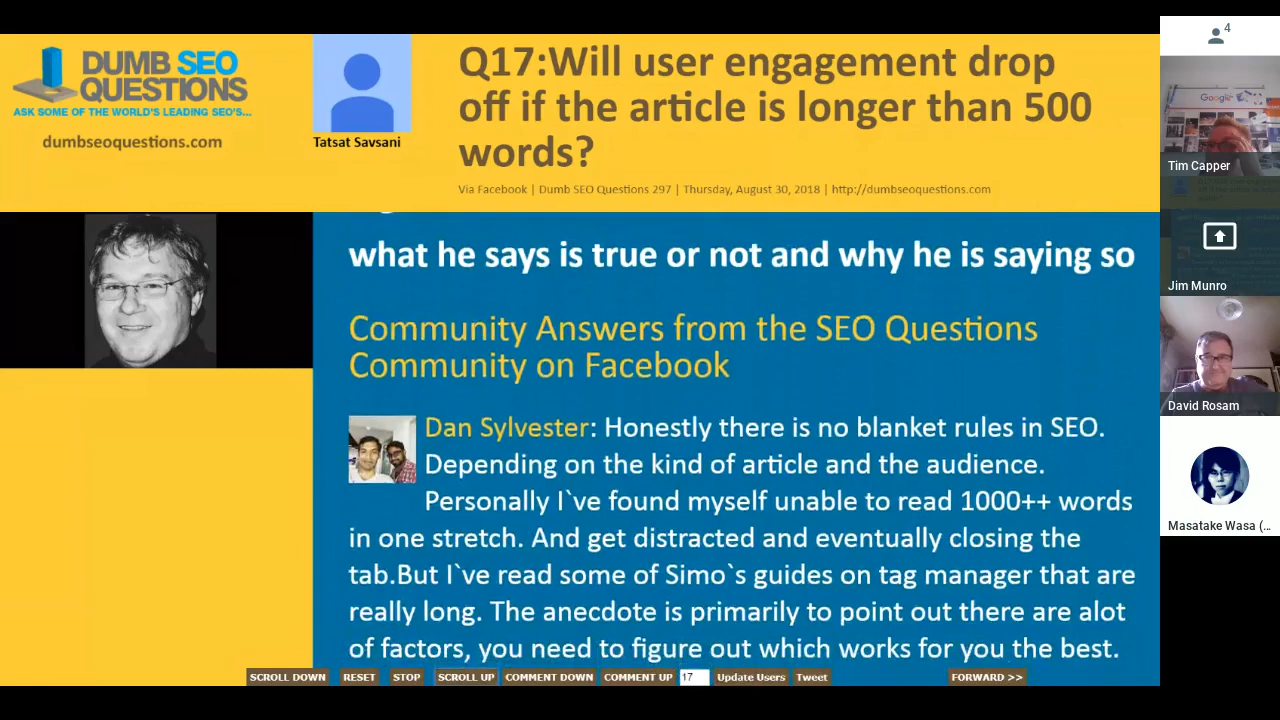 DUMB SEO
QUESTIONS
ASK SOME OF THE WORLD'S LEADING SEO'S...
dumbseoquestions.com
Tatsat Savsani
Q17:Will user engagement drop
off if the article is longer than 500
words?
Via Facebook | Dumb SEO Questions 297 | Thursday, August 30, 2018 | http://dumbseoquestions.com
what he says is true or not and why he is saying so
Community Answers from the SEO Questions
Community on Facebook
Dan Sylvester: Honestly there is no blanket rules in SEO.
Depending on the kind of article and the audience.
Personally I`ve found myself unable to read 1000++ words
in one stretch. And get distracted and eventually closing the
tab.But I`ve read some of Simo`s guides on tag manager that are
really long. The anecdote is primarily to point out there are alot
of factors, you need to figure out which works for you the best.
SCROLL DOWN RESET STOP SCROLL UP COMMENT DOWN COMMENT UP 17 Update Users Tweet FORWARD >>
4
Google
Tim Capper
Jim Munro
David Rosam
Masatake Wasa (...